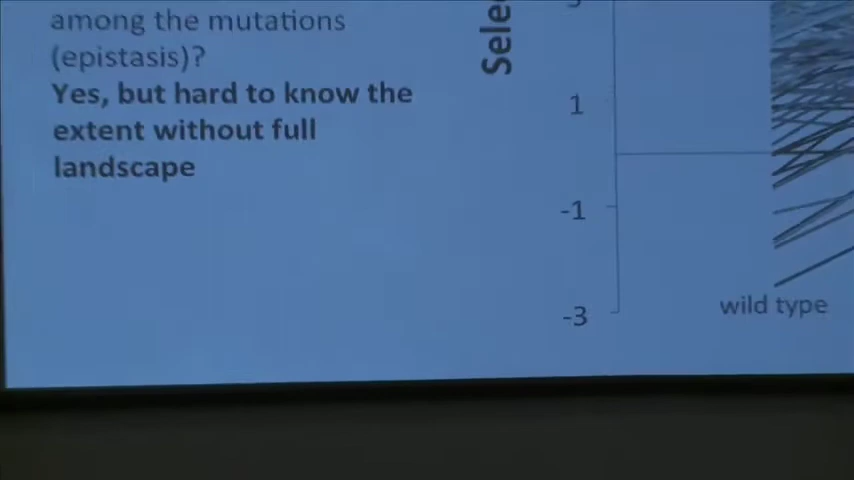 among the mutations
(epistasis)?
Yes, but hard to know the
extent without full
landscape
Sele
1
-1
-3
wild type